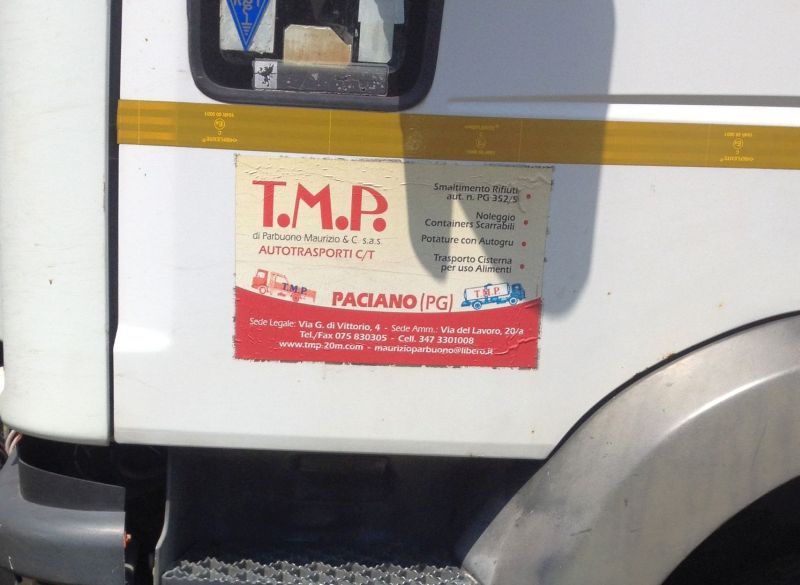 T.M.P.
di Parbuono Maurizio & C. s.a.s.
AUTOTRASPORTI C/T
Smaltimento Rifiuti
aut. n. PG 352/S
Noleggio
Containers Scarrabili
Potature con Autogru
Trasporto Cisterna
per uso Alimenti
T.M.P.
PACIANO (PG)
T.M.P.
Sede Legale: Via G. di Vittorio, 4 - Sede Amm.: Via del Lavoro, 20/a
Tel./Fax 075 830305 - Cell. 347 3301008
www.tmp-20m.com - maurizioparbuono@libero.it